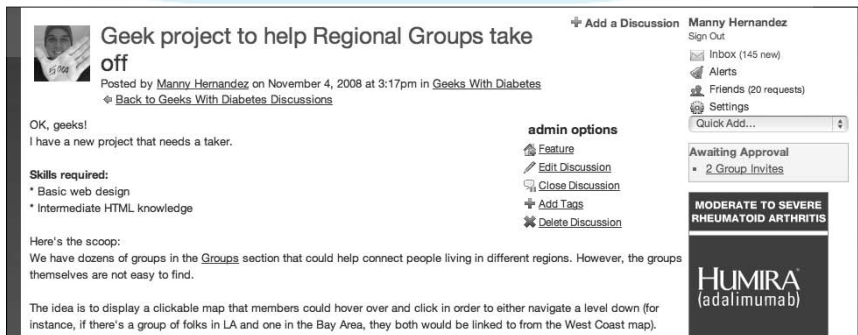 Geek project to help Regional Groups take
off
Posted by Manny Hernandez on November 4, 2008 at 3:17pm in Geeks With Diabetes
Back to Geeks With Diabetes Discussions
Add a Discussion
OK, geeks!
I have a new project that needs a taker.
Skills required:
* Basic web design
* Intermediate HTML knowledge
admin options
Feature
Edit Discussion
Close Discussion
Add Tags
Delete Discussion
Here's the scoop:
We have dozens of groups in the Groups section that could help connect people living in different regions. However, the groups
themselves are not easy to find.
The idea is to display a clickable map that members could hover over and click in order to either navigate a level down (for
instance, if there's a group of folks in LA and one in the Bay Area, they both would be linked to from the West Coast map).
Manny Hernandez
Sign Out
Inbox (145 new)
Alerts
Friends (20 requests)
Settings
Quick Add...
Awaiting Approval
▪ 2 Group Invites
MODERATE TO SEVERE
RHEUMATOID ARTHRITIS
HUMIRA
(adalimumab)